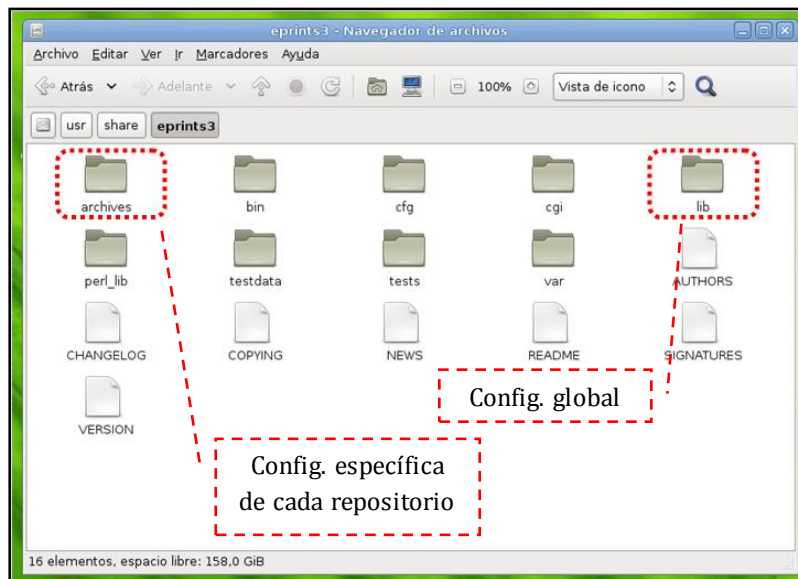 eprints3 - Navegador de archivos
Archivo Editar Ver Ir Marcadores Ayuda
Atrás Adelante 100% Vista de icono
usr share eprints3
archives bin cfg cgi lib
perl_lib testdata tests var AUTHORS
CHANGELOG COPYING NEWS README SIGNATURES
Config. global
VERSION
Config. específica
de cada repositorio
16 elementos, espacio libre: 158,0 GiB